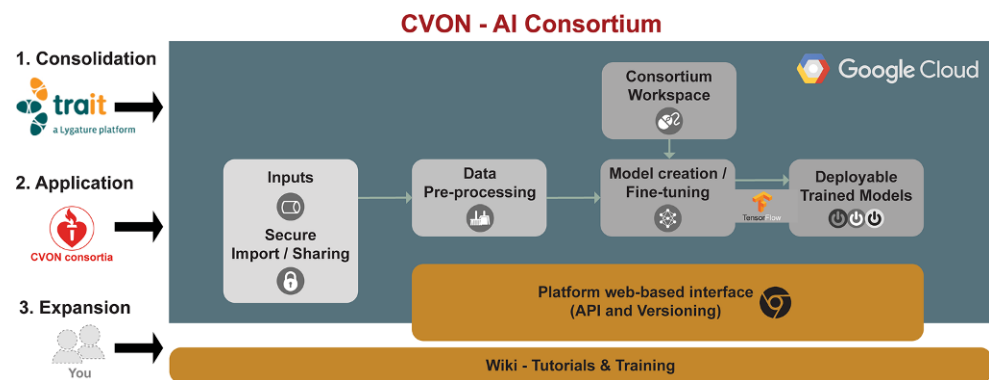 CVON - AI Consortium
1. Consolidation
trait
a Lygature platform
2. Application
CVON consortia
3. Expansion
You
Google Cloud
Consortium
Workspace
Inputs
Secure
Import / Sharing
Data
Pre-processing
Model creation /
Fine-tuning
TensorFlow
Deployable
Trained Models
Platform web-based interface
(API and Versioning)
Wiki - Tutorials & Training